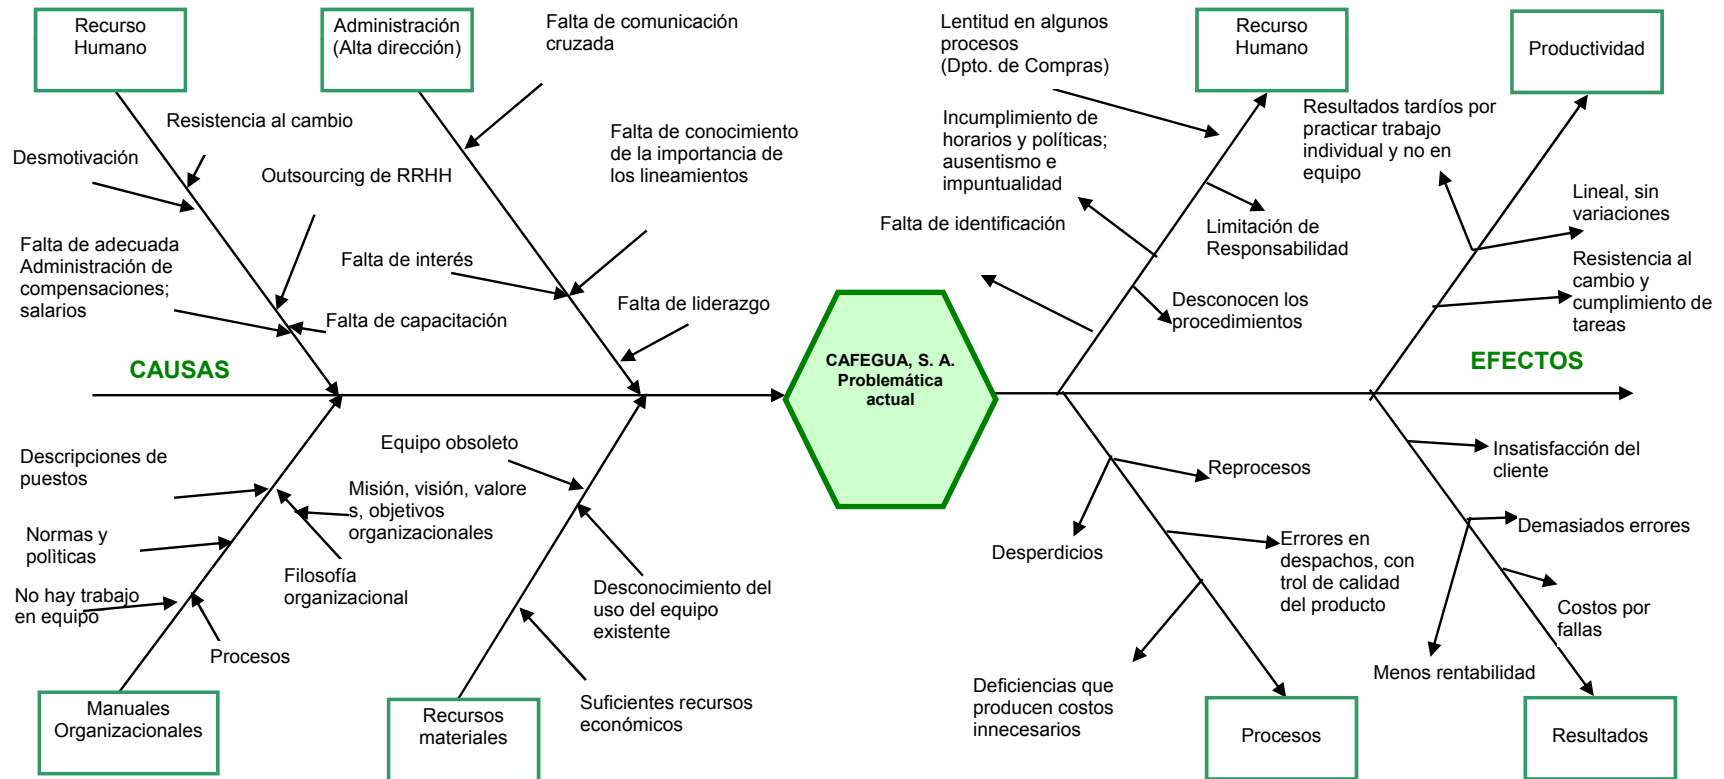 Recurso
Humano
Administración
(Alta dirección)
Falta de comunicación
cruzada
Lentitud en algunos
procesos
(Dpto. de Compras)
Recurso
Humano
Productividad
Resistencia al cambio
Desmotivación
Outsourcing de RRHH
Falta de conocimiento
de la importancia de
los lineamientos
Incumplimiento de
horarios y políticas;
ausentismo e
impuntualidad
Resultados tardíos por
practicar trabajo
individual y no en
equipo
Falta de adecuada
Administración de
compensaciones;
salarios
Falta de interés
Falta de identificación
Limitación de
Responsabilidad
Lineal, sin
variaciones
Falta de capacitación
Falta de liderazgo
Desconocen los
procedimientos
Resistencia al
cambio y
cumplimiento de
tareas
CAUSAS
CAFEGUA, S. A.
Problemática
actual
EFECTOS
Descripciones de
puestos
Equipo obsoleto
Misión, visión, valore
s, objetivos
organizacionales
Reprocesos
Insatisfacción del
cliente
Normas y
polìticas
Filosofía
organizacional
Desperdicios
Errores en
despachos, con
trol de calidad
del producto
Demasiados errores
No hay trabajo
en equipo
Procesos
Desconocimiento del
uso del equipo
existente
Costos por
fallas
Suficientes recursos
económicos
Deficiencias que
producen costos
innecesarios
Menos rentabilidad
Manuales
Organizacionales
Recursos
materiales
Procesos
Resultados